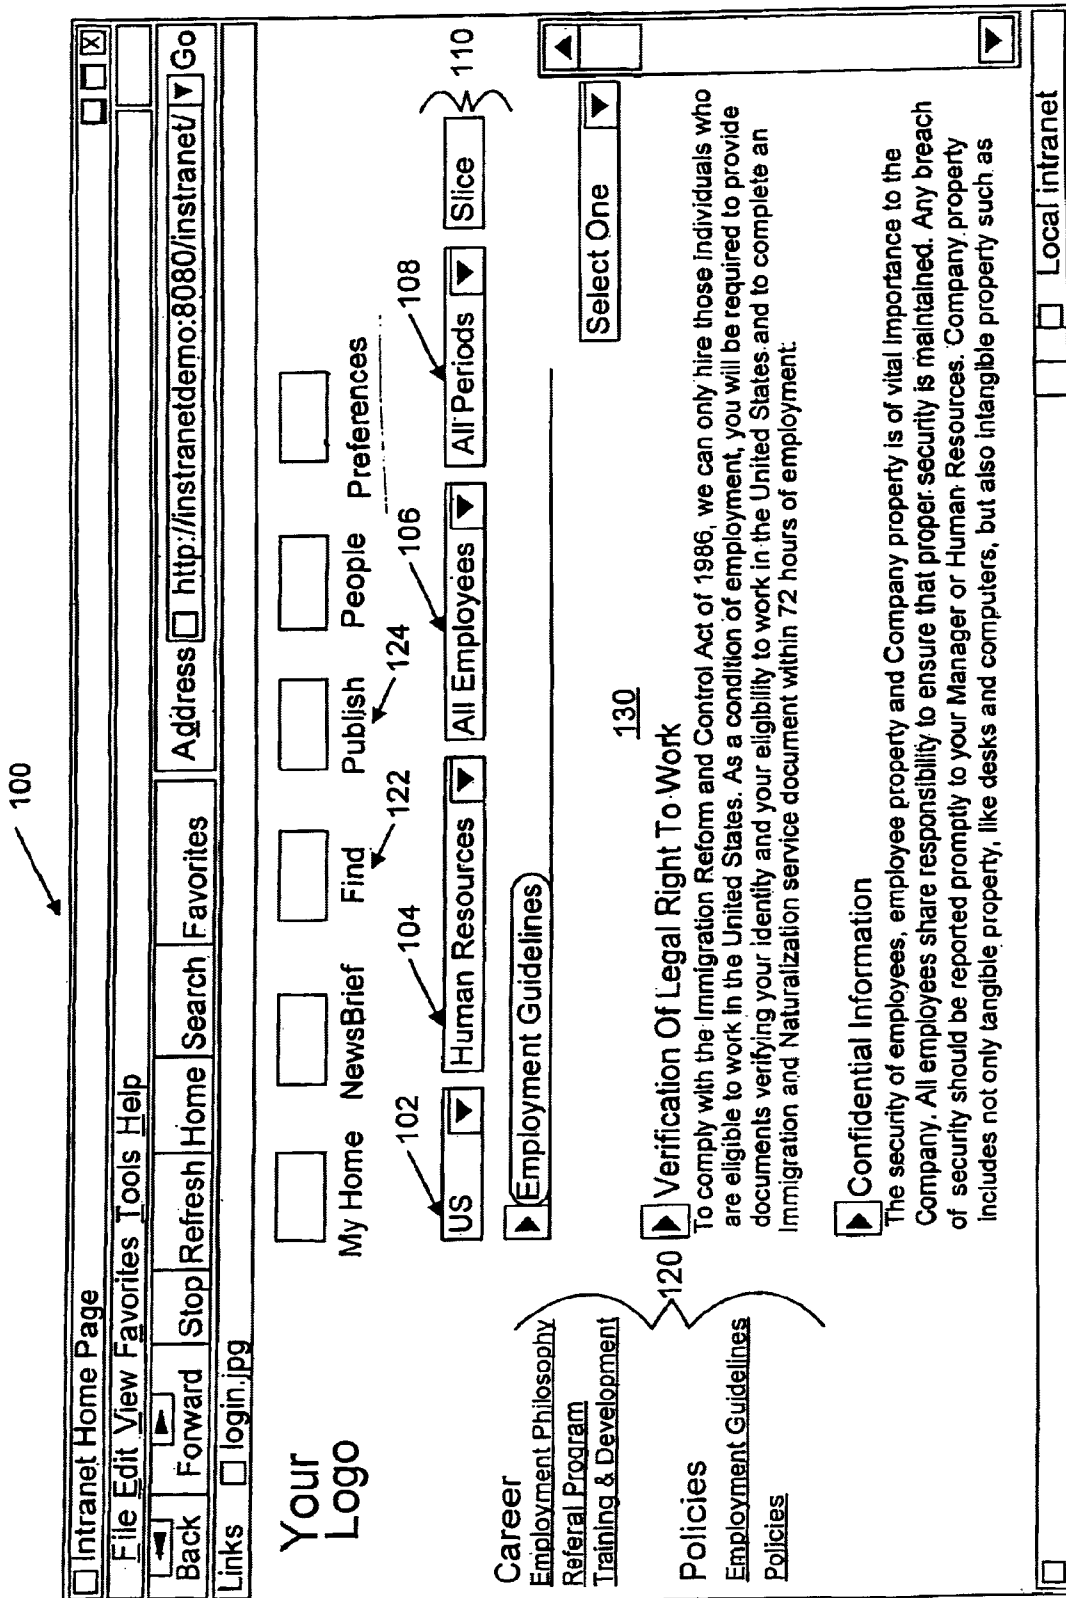 100
Intranet Home Page X
File Edit View Favorites Tools Help
Back Forward Stop Refresh Home Search Favorites Address http://instranetdemo:8080/instranet/ Go
Links login.jpg
Your
Logo
My Home NewsBrief Find Publish People Preferences
122 124
102 104 106 108
US Human Resources All Employees All Periods Slice 110
Employment Guidelines
Select One
Career
Employment Philosophy
Referal Program
Training & Development
120
Policies
Employment Guidelines
Policies
130
Verification Of Legal Right To Work
To comply with the Immigration Reform and Control Act of 1986, we can only hire those individuals who
are eligible to work in the United States. As a condition of employment, you will be required to provide
documents verifying your identity and your eligibility to work in the United States and to complete an
Immigration and Naturalization service document within 72 hours of employment.
Confidential Information
The security of employees, employee property and Company property is of vital Importance to the
Company. All employees share responsibility to ensure that proper security is maintained. Any breach
of security should be reported promptly to your Manager or Human Resources. Company property
includes not only tangible property, like desks and computers, but also intangible property such as
Local intranet